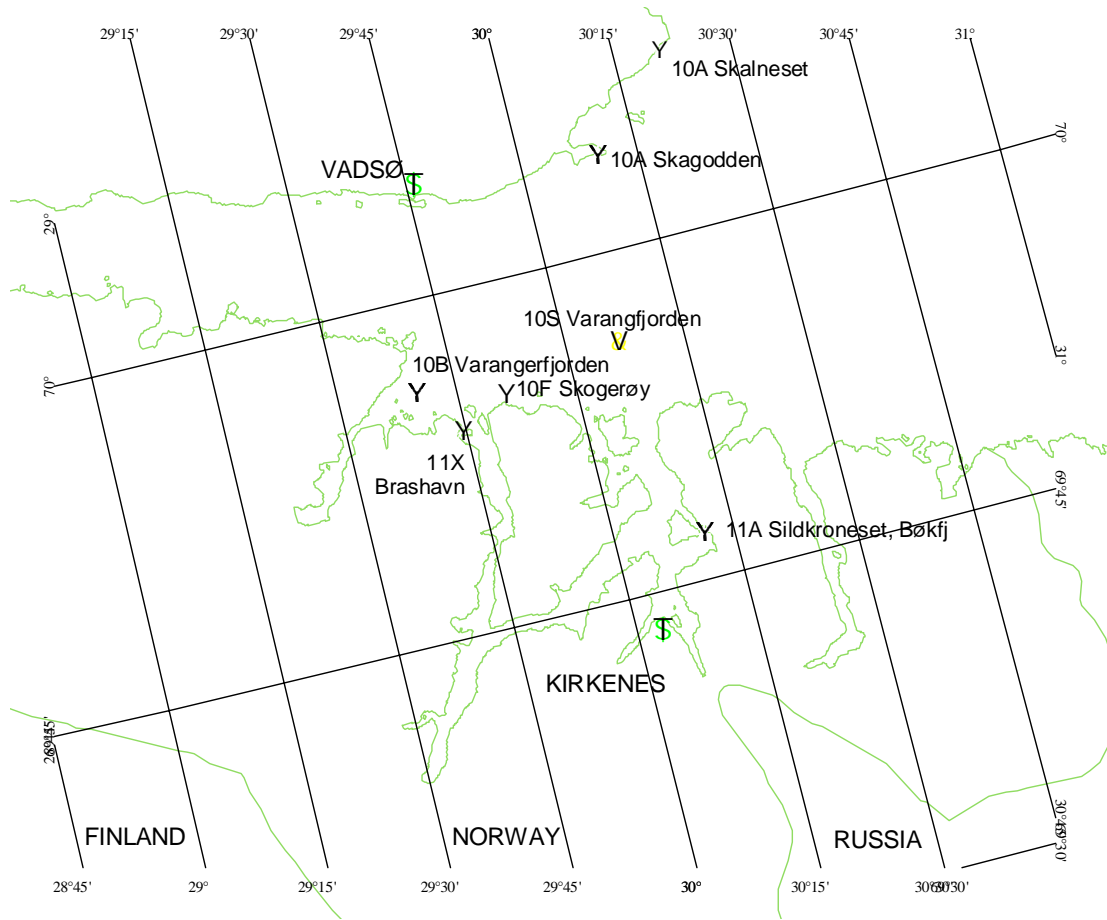 29°15' 29°30' 29°45' 30° 30°15' 30°30' 30°45' 31°
Y
10A Skalneset
70°
Y
10A Skagodden
VADSØ
T
S
29°
10S Varangfjorden
V
31°
10B Varangerfjorden
Y
Y
10F Skogerøy
70°
Y
11X
Brashavn
69°45'
Y
11A Sildkroneset, Bøkfj
T
S
KIRKENES
FINLAND NORWAY RUSSIA
28°45' 29° 29°15' 29°30' 29°45' 30° 30°15'